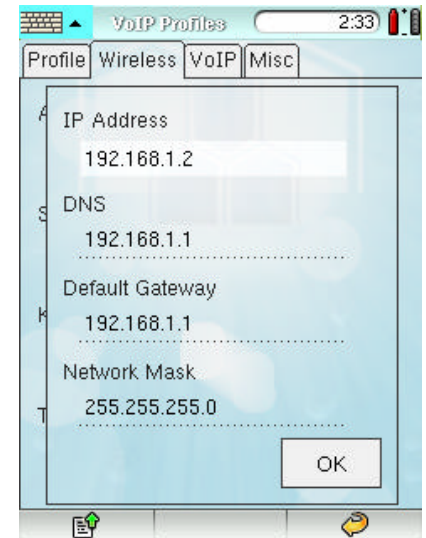 VoIP Profiles 2:33
Profile Wireless VoIP Misc
A
IP Address
192.168.1.2
S
DNS
192.168.1.1
Default Gateway
K
192.168.1.1
Network Mask
T
255.255.255.0
OK